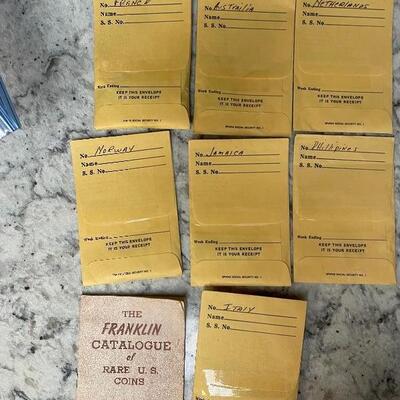 No. FRANCE
Name
S. S. No.
Week Ending
KEEP THIS ENVELOPE
IT IS YOUR RECEIPT
No. AUSTRAILIA
Name
S. S. No.
Week Ending
KEEP THIS ENVELOPE
IT IS YOUR RECEIPT
No. NETHERLANDS
Name
S. S. No.
Week Ending
KEEP THIS ENVELOPE
IT IS YOUR RECEIPT
No. NORWAY
Name
S. S. No.
Week Ending
KEEP THIS ENVELOPE
IT IS YOUR RECEIPT
No. JAMAICA
Name
S. S. No.
Week Ending
KEEP THIS ENVELOPE
IT IS YOUR RECEIPT
No. PHILIPINES
Name
S. S. No.
Week Ending
KEEP THIS ENVELOPE
IT IS YOUR RECEIPT
THE
FRANKLIN
CATALOGUE
of
RARE U. S.
COINS
No. ITALY
Name
S. S. No.
Week Ending